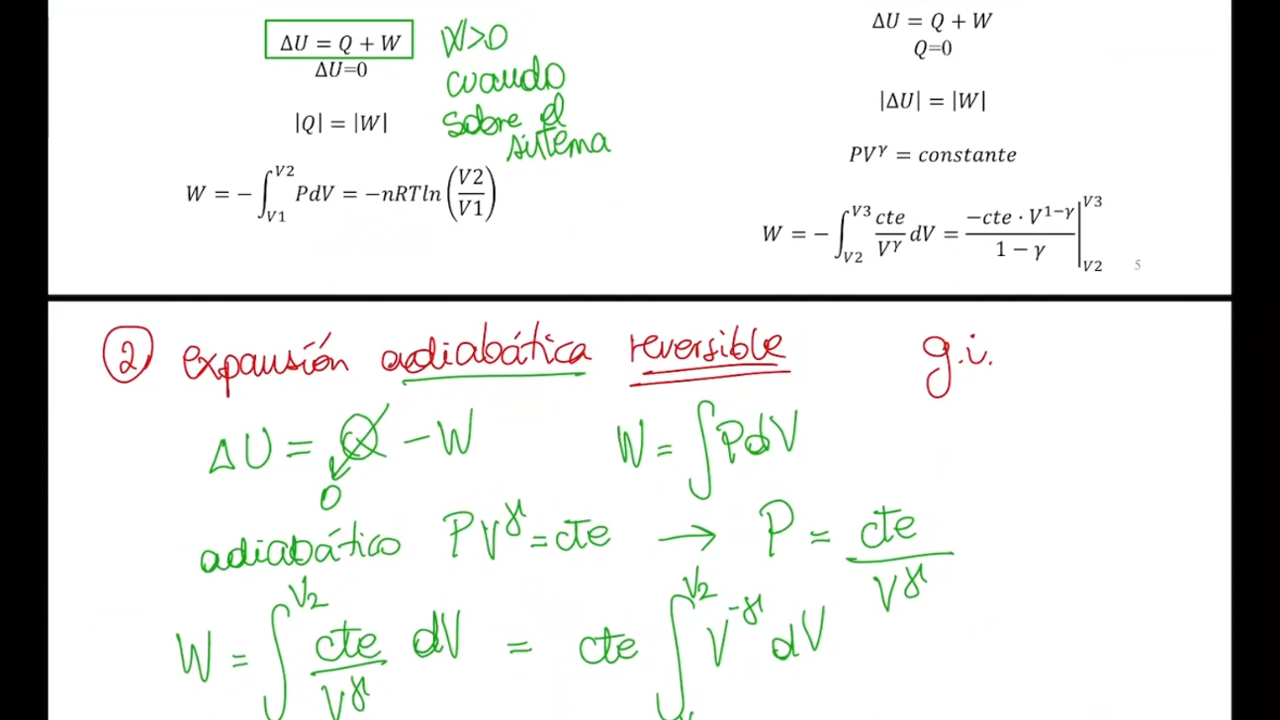 ΔU = Q + W
ΔU=0
|Q| = |W|
W = −∫_{V1}^{V2} PdV = −nRTln(V2/V1)
W>0
cuando
sobre el
sistema
ΔU = Q + W
Q=0
|ΔU| = |W|
PV^γ = constante
W = −∫_{V2}^{V3} cte/V^γ dV = −cte · V^{1−γ}/(1 − γ) |_{V2}^{V3}
5
② expansión adiabática reversible g.i.
ΔU = Q − W W = ∫PdV
0
adiabático PV^γ = cte → P = cte/V^γ
W = ∫^{V2} cte/V^γ dV = cte ∫^{V2} V^{-γ} dV